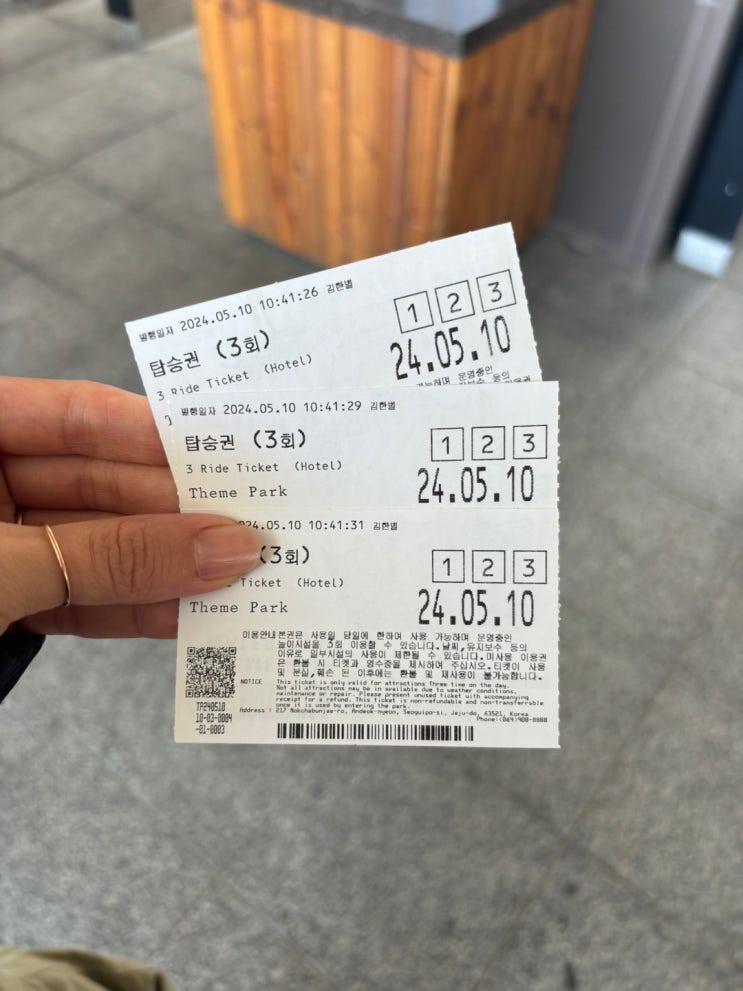 발행일자 2024.05.10 10:41:26 김한별
1 2 3
탑승권 (3회)
24.05.10
3 Ride Ticket (Hotel)
가능하며 운영중인
발행일자 2024.05.10 10:41:29 김한별
탑승권 (3회)
1 2 3
3 Ride Ticket (Hotel)
24.05.10
Theme Park
24.05.10 10:41:31 김한별
(3회)
1 2 3
Ticket (Hotel)
24.05.10
Theme Park
이용안내 본권은 사용일 당일에 한하여 사용 가능하며 운영중인
놀이시설을 3회 이용할 수 있습니다.날씨,유지보수 등의
이유로 일부시설의 사용이 제한될 수 있습니다.미사용 이용권
은 환불 시 티켓과 영수증을 제시하여 주십시오.티켓이 사용
및 분실,훼손 된 이후에는 환불 및 재사용이 불가능합니다.
NOTICE This ticket is only valid for attractions Three time on the day.
Not all attractions may be in available due to weather conditions,
maintenance or repair. Please present unused ticket with accompanying
receipt for a refund. This ticket is non-refundable and non-transferrable
once it is used by entering the park.
Address : 217 Nokchabunjae-ro, Andeok-myeon, Seogwipo-si, Jeju-do, 63521, Korea
Phone:(064)908-8888
TP240510
10-03-0004
-01-0003